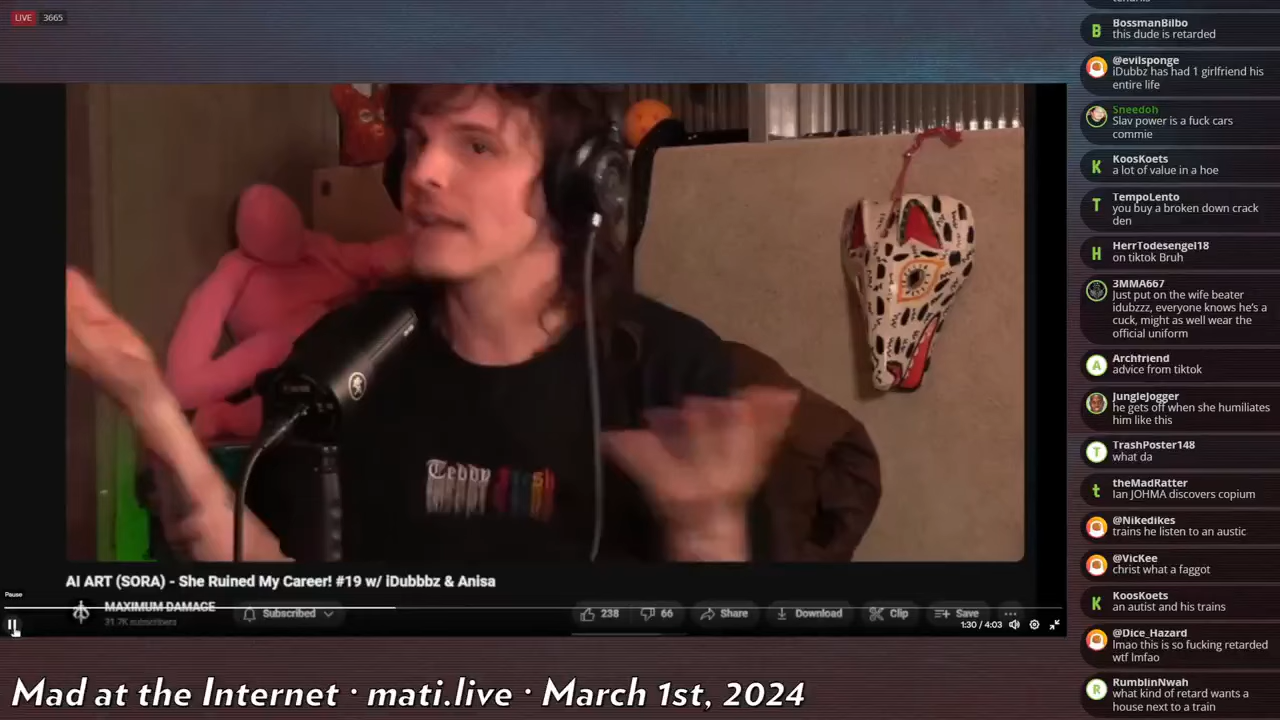 LIVE 3665
tendrils
BossmanBilbo
this dude is retarded
@evilsponge
iDubbz has had 1 girlfriend his
entire life
Sneedoh
Slav power is a fuck cars
commie
KoosKoets
a lot of value in a hoe
TempoLento
you buy a broken down crack
den
HerrTodesengel18
on tiktok Bruh
3MMA667
Just put on the wife beater
idubzzz, everyone knows he's a
cuck, might as well wear the
official uniform
Archfriend
advice from tiktok
JungleJogger
he gets off when she humiliates
him like this
TrashPoster148
what da
theMadRatter
Ian JOHMA discovers copium
@Nikedikes
trains he listen to an austic
@VicKee
christ what a faggot
KoosKoets
an autist and his trains
@Dice_Hazard
lmao this is so fucking retarded
wtf lmfao
RumblinNwah
what kind of retard wants a
house next to a train
Teddy Fresh
AI ART (SORA) - She Ruined My Career! #19 w/ iDubbbz & Anisa
Pause
MAXIMUM DAMAGE
31.7K subscribers
Subscribed
238
66
Share
Download
Clip
Save
1:30 / 4:03
Mad at the Internet · mati.live · March 1st, 2024